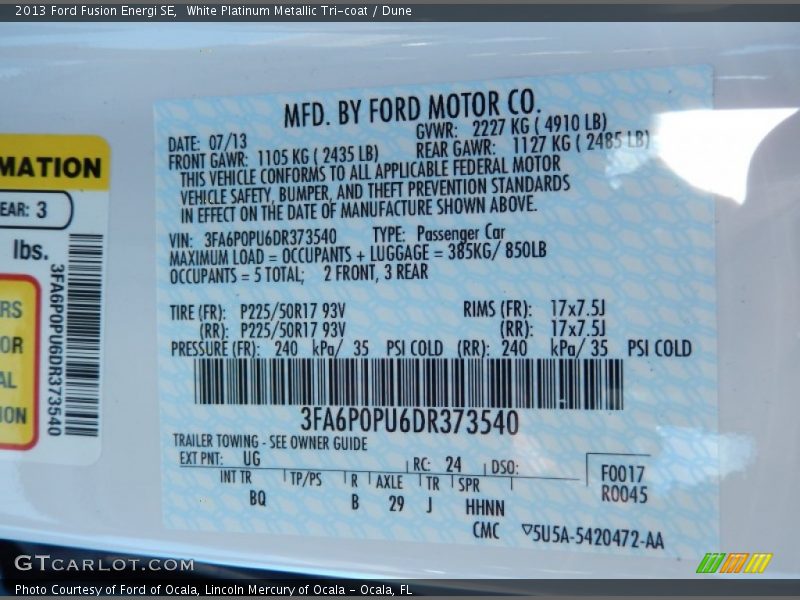 2013 Ford Fusion Energi SE,  White Platinum Metallic Tri-coat / Dune
MATION
EAR: 3
lbs.
RS
OR
AL
ION
3FA6P0PU6DR373540
MFD. BY FORD MOTOR CO.
DATE: 07/13 GVWR: 2227 KG ( 4910 LB)
FRONT GAWR: 1105 KG ( 2435 LB) REAR GAWR: 1127 KG ( 2485 LB)
THIS VEHICLE CONFORMS TO ALL APPLICABLE FEDERAL MOTOR
VEHICLE SAFETY, BUMPER, AND THEFT PREVENTION STANDARDS
IN EFFECT ON THE DATE OF MANUFACTURE SHOWN ABOVE.
VIN: 3FA6P0PU6DR373540 TYPE: Passenger Car
MAXIMUM LOAD = OCCUPANTS + LUGGAGE = 385KG/ 850LB
OCCUPANTS = 5 TOTAL; 2 FRONT, 3 REAR
TIRE (FR): P225/50R17 93V RIMS (FR): 17x7.5J
(RR): P225/50R17 93V (RR): 17x7.5J
PRESSURE (FR): 240 kPa/ 35 PSI COLD (RR): 240 kPa/ 35 PSI COLD
3FA6P0PU6DR373540
TRAILER TOWING - SEE OWNER GUIDE
EXT PNT: UG RC: 24 DSO: F0017
INT TR TP/PS R AXLE TR SPR R0045
BQ B 29 J HHNN
CMC ▽5U5A-5420472-AA
GTCARLOT.COM
Photo Courtesy of Ford of Ocala, Lincoln Mercury of Ocala - Ocala, FL